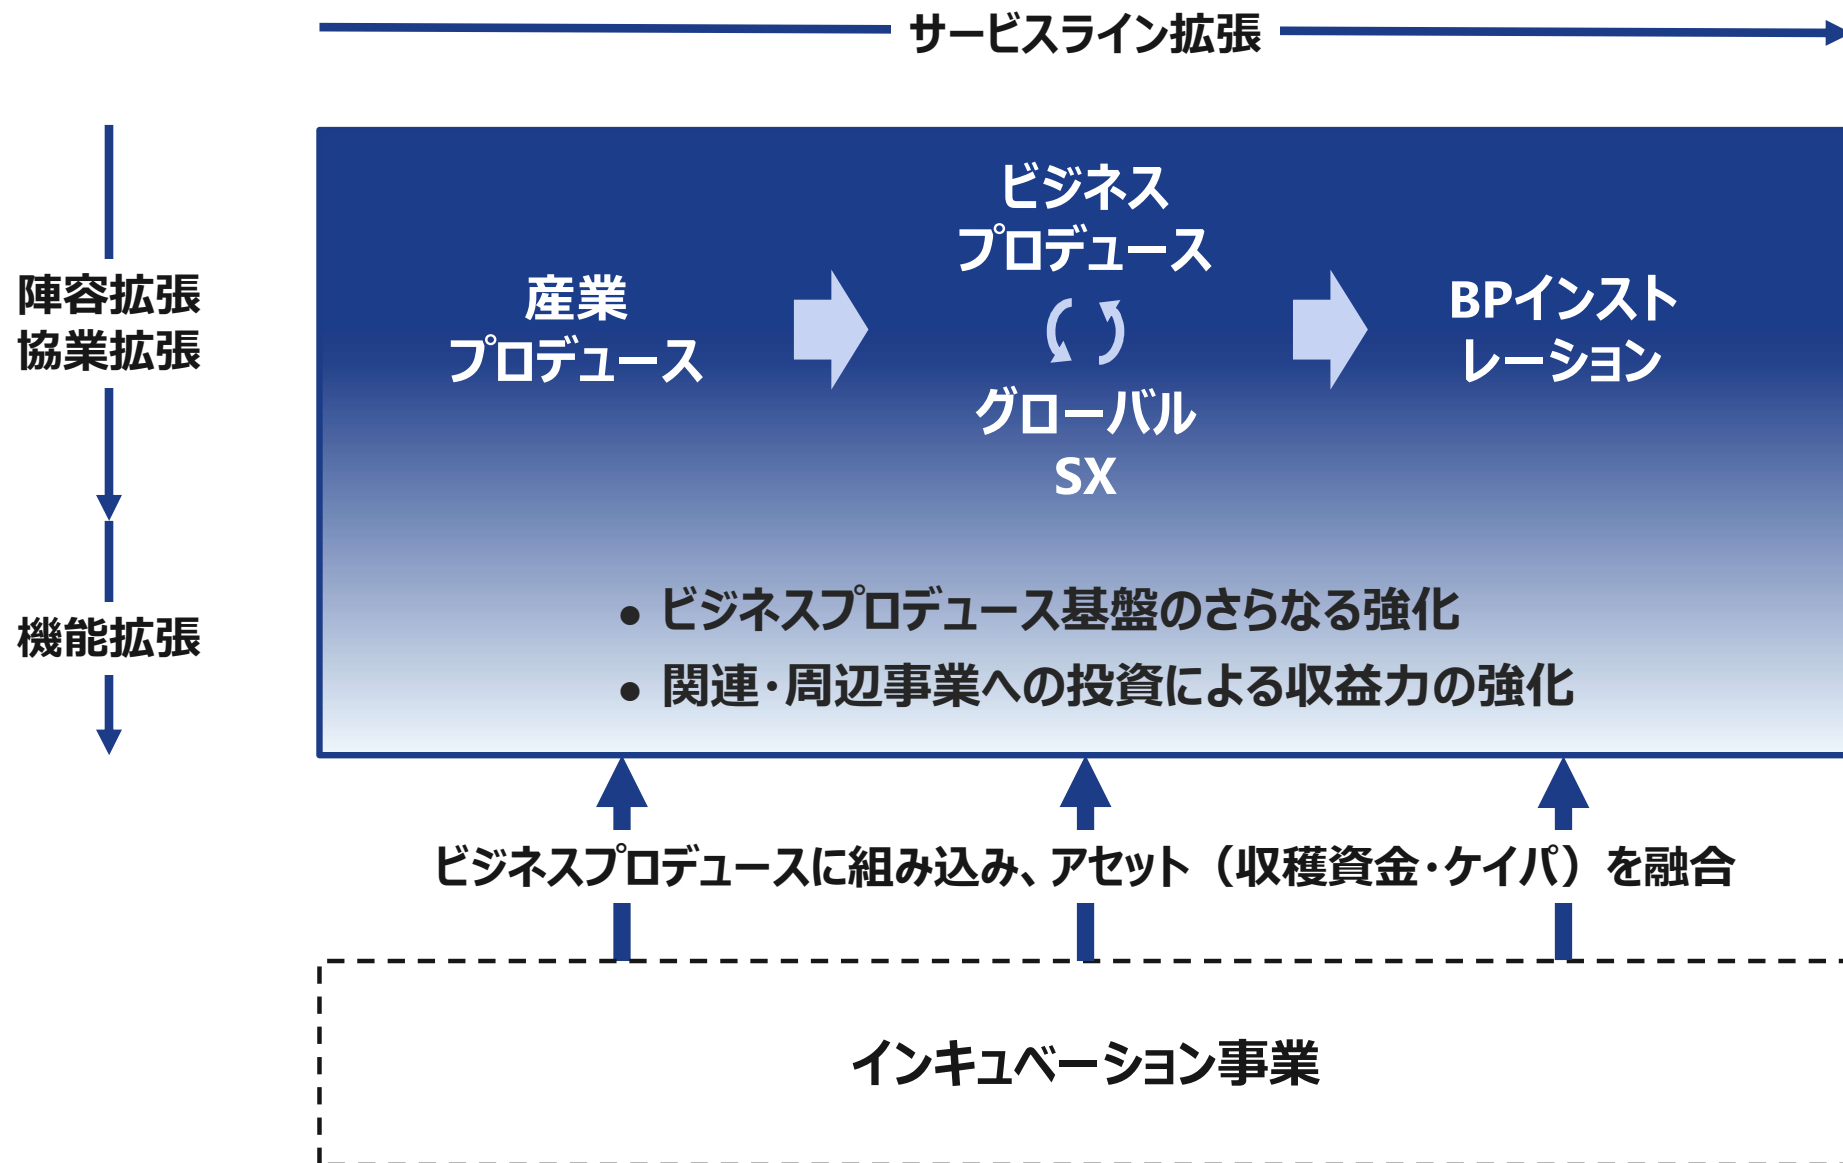 サービスライン拡張
陣容拡張
協業拡張
機能拡張
産業
プロデュース
ビジネス
プロデュース
グローバル
SX
BPインスト
レーション
● ビジネスプロデュース基盤のさらなる強化
● 関連・周辺事業への投資による収益力の強化
ビジネスプロデュースに組み込み、アセット（収穫資金・ケイパ）を融合
インキュベーション事業